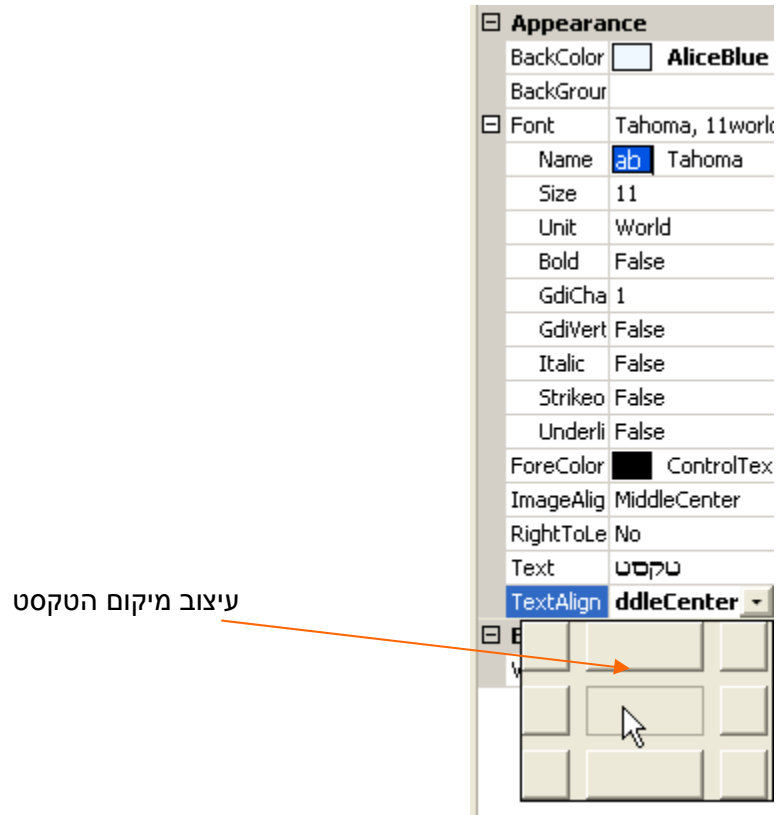 Appearance
BackColor AliceBlue
BackGrour
Font Tahoma, 11world
Name ab Tahoma
Size 11
Unit World
Bold False
GdiCha 1
GdiVert False
Italic False
Strikeo False
Underli False
ForeColor ControlTex
ImageAlig MiddleCenter
RightToLe No
Text טקסט
עיצוב מיקום הטקסט
TextAlign ddleCenter